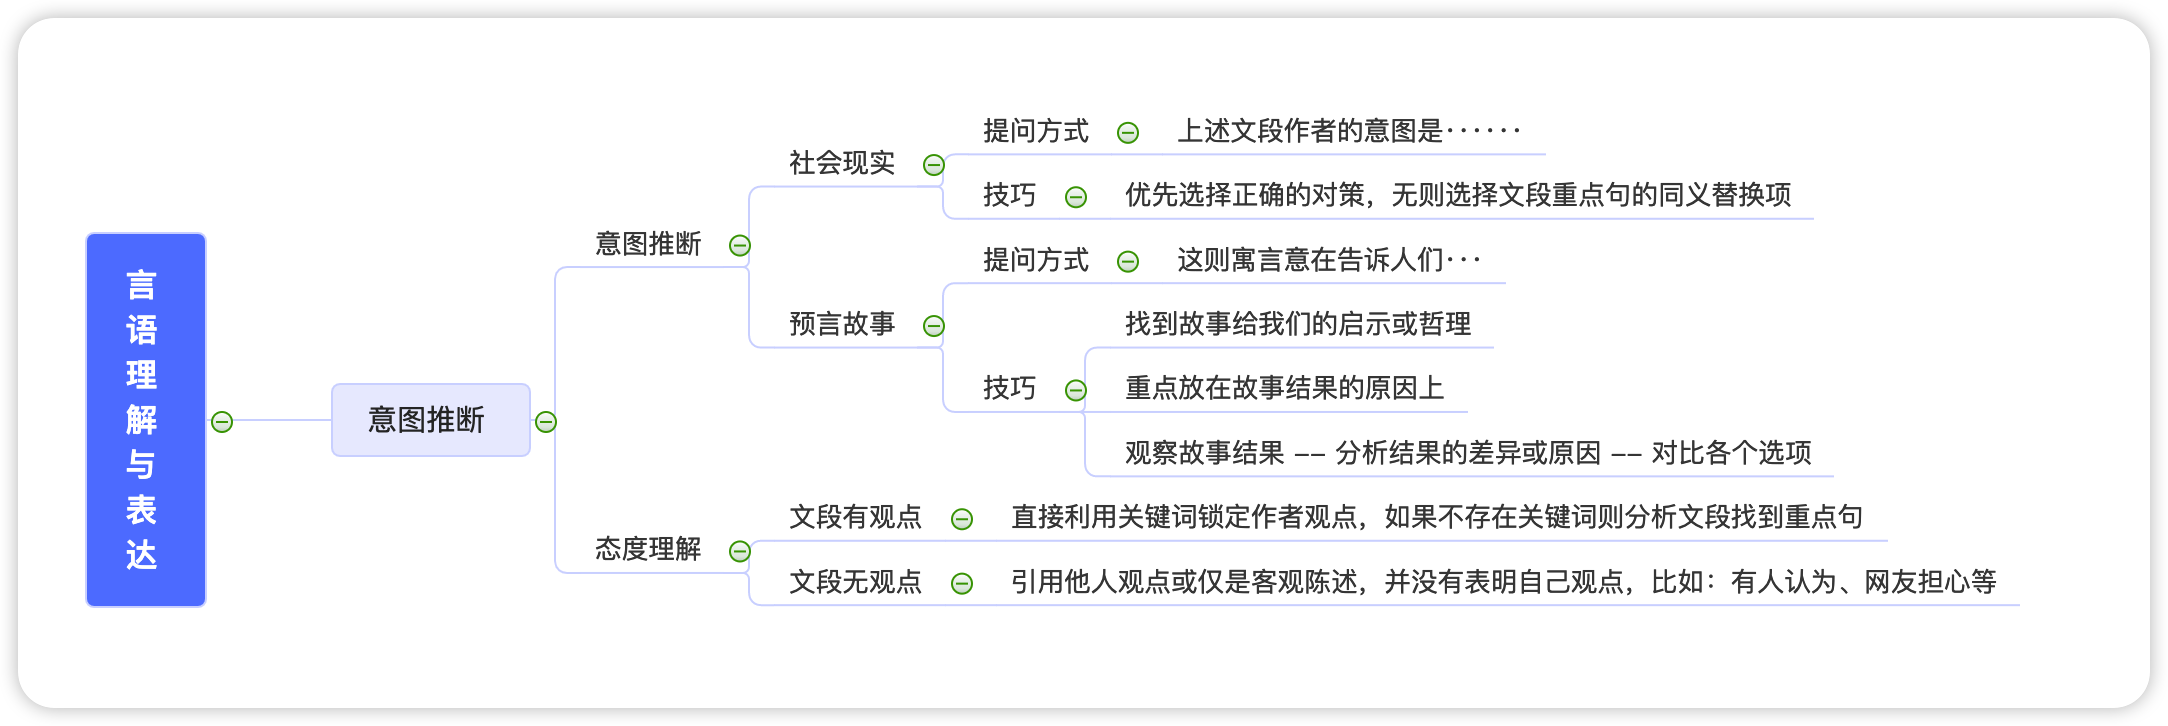 言语理解与表达
意图推断
意图推断
社会现实
提问方式
上述文段作者的意图是······
技巧
优先选择正确的对策，无则选择文段重点句的同义替换项
预言故事
提问方式
这则寓言意在告诉人们···
技巧
找到故事给我们的启示或哲理
重点放在故事结果的原因上
观察故事结果 -- 分析结果的差异或原因 -- 对比各个选项
态度理解
文段有观点
直接利用关键词锁定作者观点，如果不存在关键词则分析文段找到重点句
文段无观点
引用他人观点或仅是客观陈述，并没有表明自己观点，比如：有人认为、网友担心等